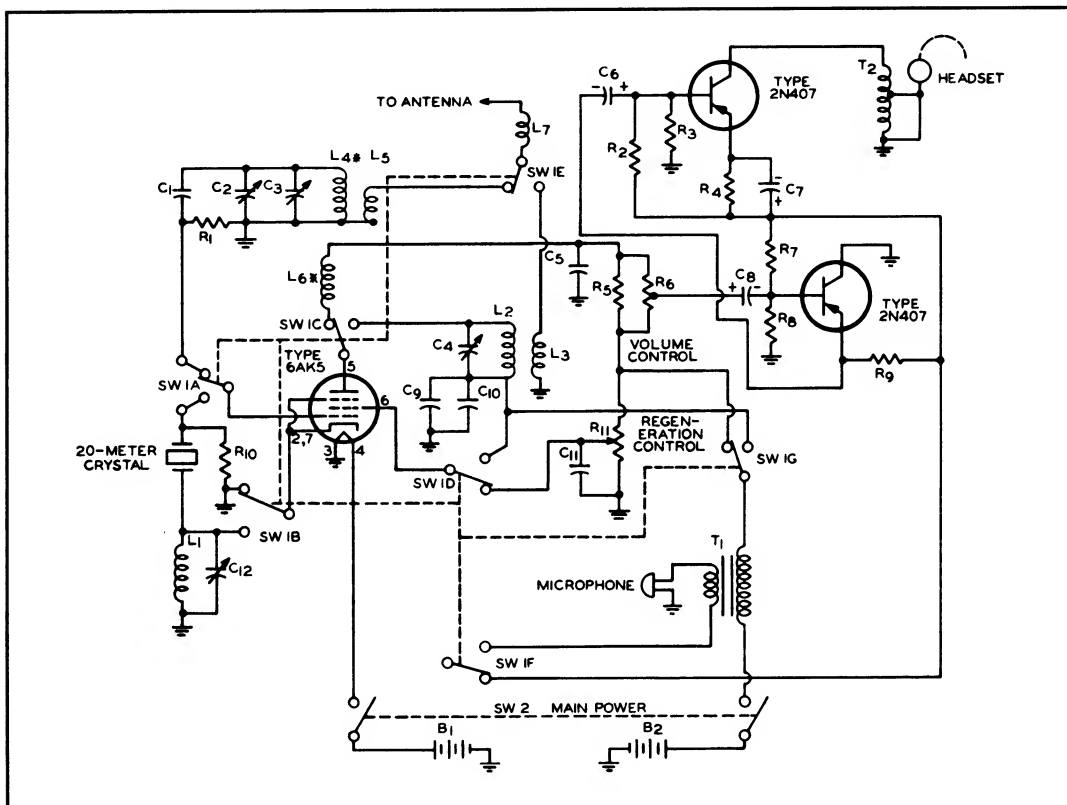 C6
TYPE
2N407
T2
HEADSET
TO ANTENNA
L7
R3
R2
L4* L5
SW1E
C1
C2
C3
R4
C7
R1
C5
R7
L6*
R5
R6
C8
TYPE
2N407
SW1C
L2
R8
TYPE
6AK5
C4
VOLUME
CONTROL
L3
5
R9
SW1A
C9
C10
6
2,7
3
4
R11
REGEN-
ERATION
CONTROL
20-METER
CRYSTAL
R10
SW1D
C11
SW1G
SW1B
L1
C12
T1
MICROPHONE
SW1F
SW2 MAIN POWER
B1
B2